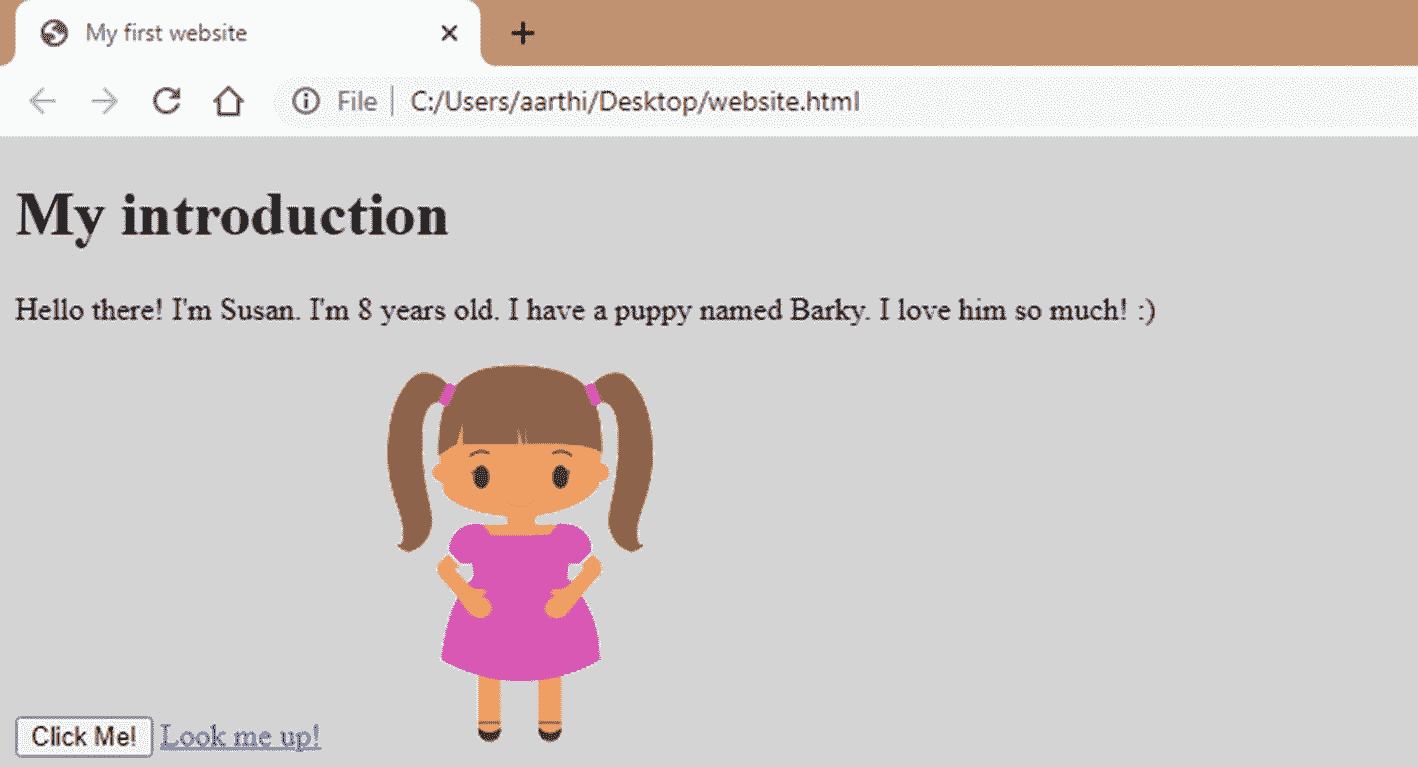 My first website
File C:/Users/aarthi/Desktop/website.html
My introduction
Hello there! I'm Susan. I'm 8 years old. I have a puppy named Barky. I love him so much! :)
Click Me! Look me up!